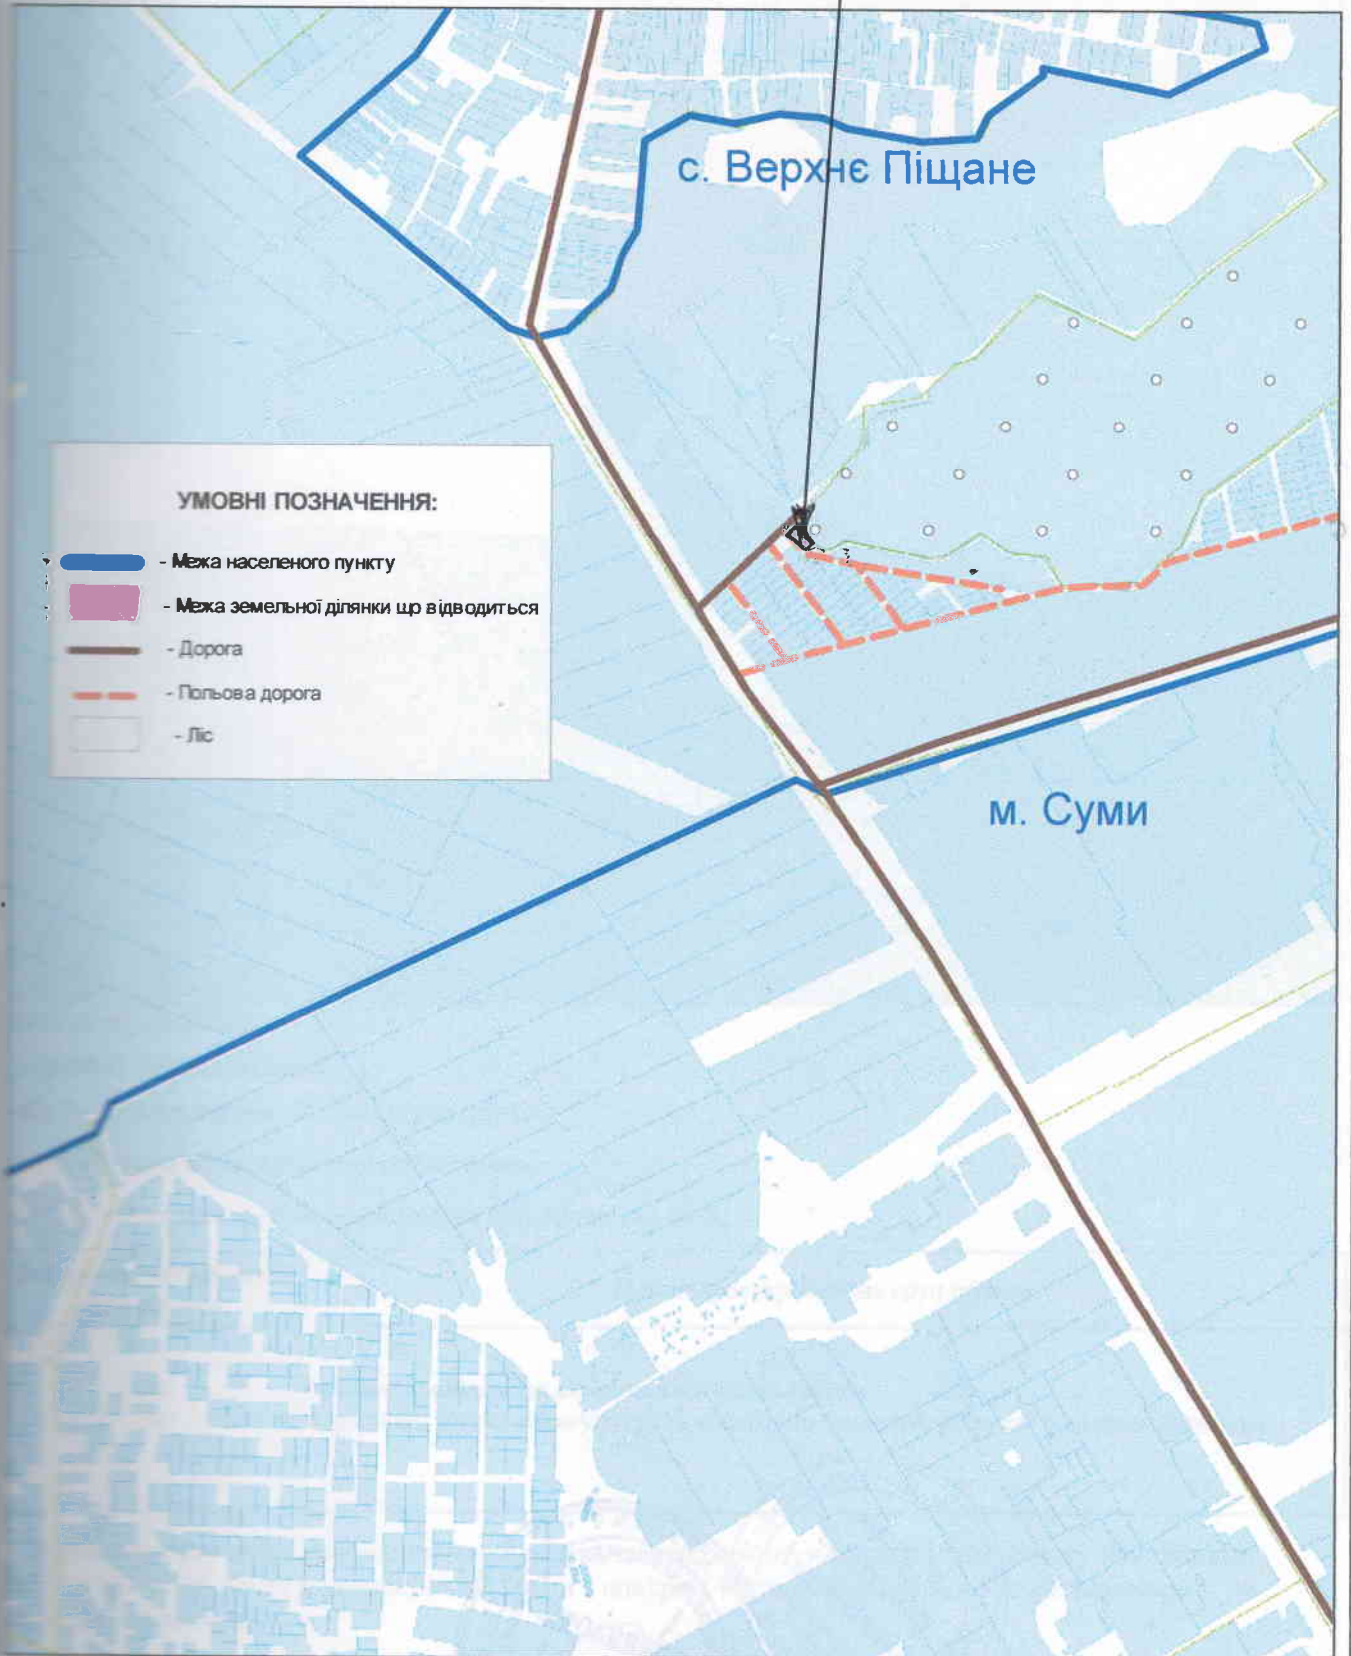 с. Верхнє Піщане
УМОВНІ ПОЗНАЧЕННЯ:
- Межа населеного пункту
- Межа земельної ділянки що відводиться
- Дорога
- Польова дорога
- Ліс
м. Суми